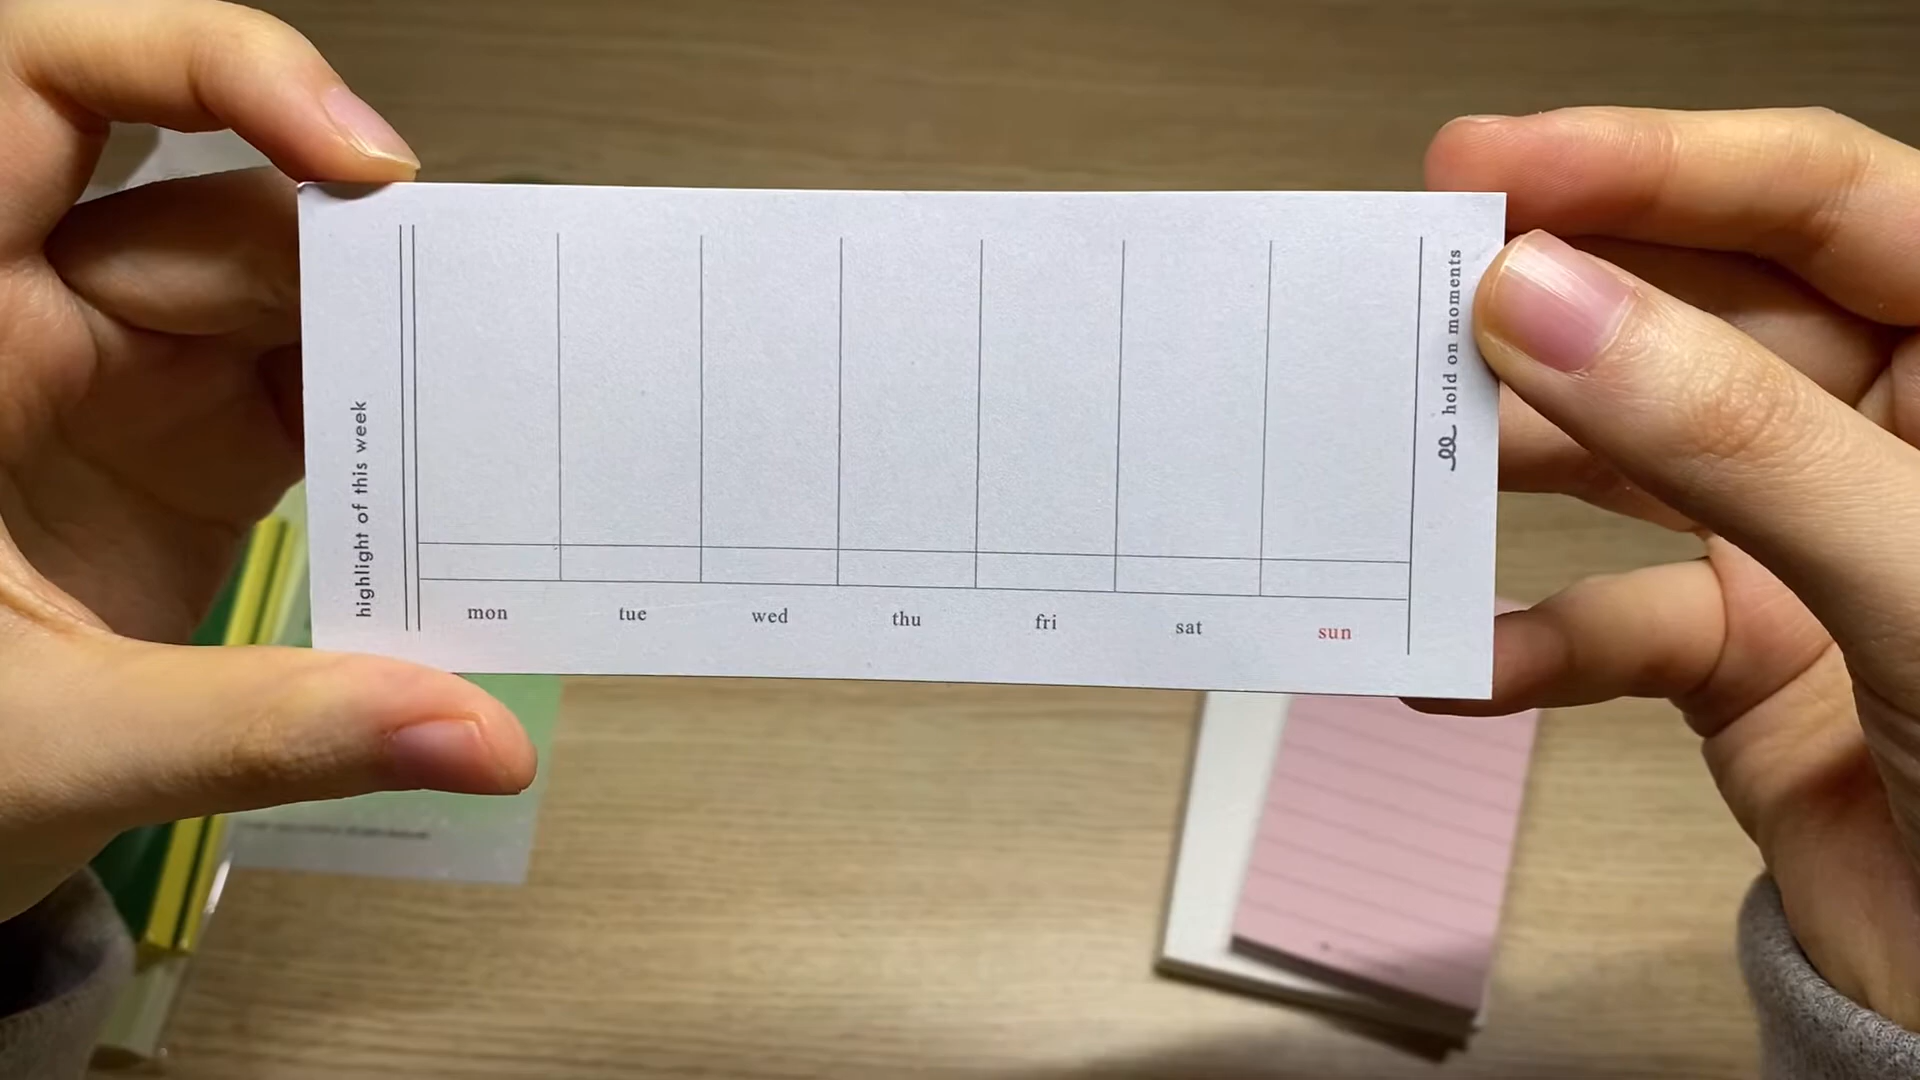 highlight of this week
mon tue wed thu fri sat sun
hold on moments